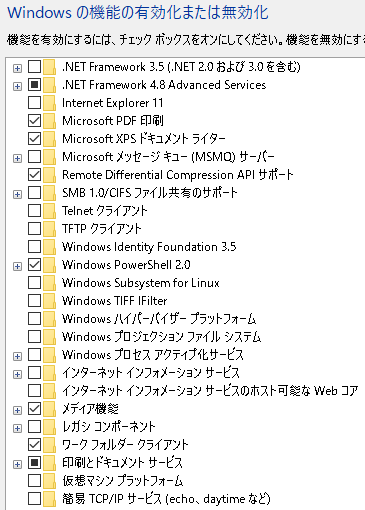 Windows の機能の有効化または無効化
機能を有効にするには、チェック ボックスをオンにしてください。機能を無効にす
.NET Framework 3.5 (.NET 2.0 および 3.0 を含む)
.NET Framework 4.8 Advanced Services
Internet Explorer 11
Microsoft PDF 印刷
Microsoft XPS ドキュメント ライター
Microsoft メッセージ キュー (MSMQ) サーバー
Remote Differential Compression API サポート
SMB 1.0/CIFS ファイル共有のサポート
Telnet クライアント
TFTP クライアント
Windows Identity Foundation 3.5
Windows PowerShell 2.0
Windows Subsystem for Linux
Windows TIFF IFilter
Windows ハイパーバイザー プラットフォーム
Windows プロジェクション ファイル システム
Windows プロセス アクティブ化サービス
インターネット インフォメーション サービス
インターネット インフォメーション サービスのホスト可能な Web コア
メディア機能
レガシ コンポーネント
ワーク フォルダー クライアント
印刷とドキュメント サービス
仮想マシン プラットフォーム
簡易 TCP/IP サービス (echo、daytime など)